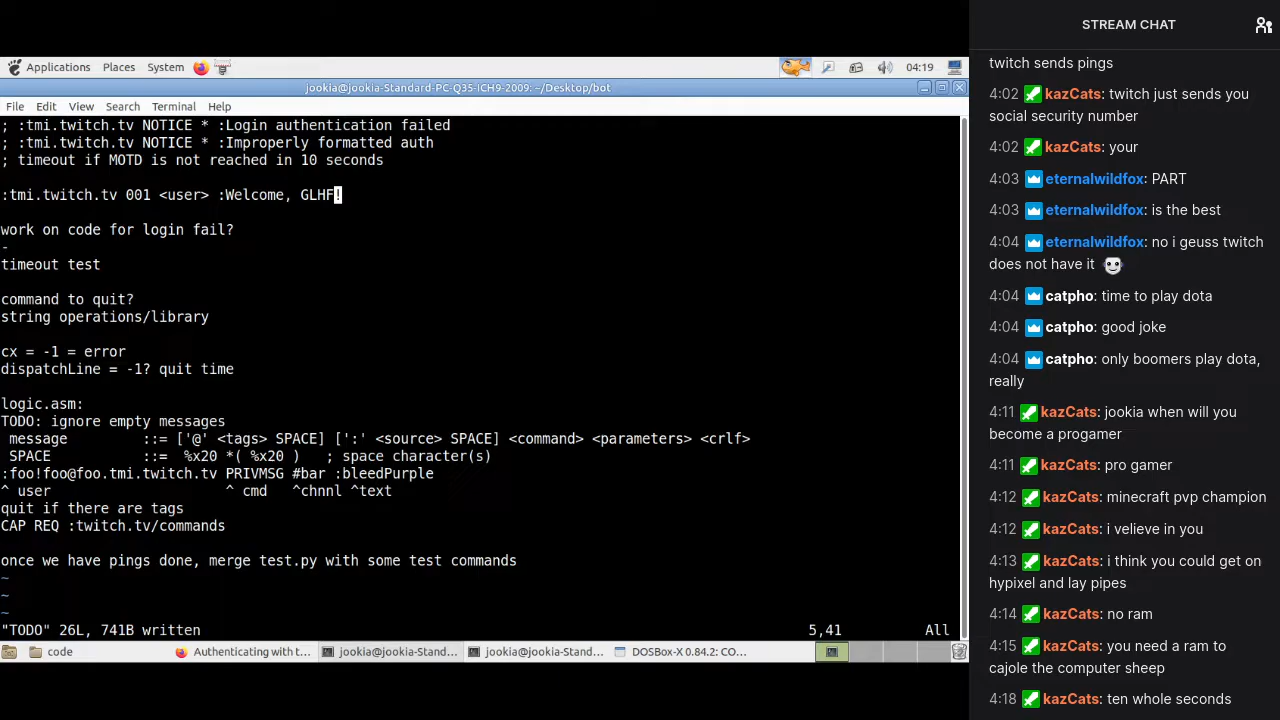 Applications Places System 04:19
jookia@jookia-Standard-PC-Q35-ICH9-2009: ~/Desktop/bot
File Edit View Search Terminal Help
; :tmi.twitch.tv NOTICE * :Login authentication failed
; :tmi.twitch.tv NOTICE * :Improperly formatted auth
; timeout if MOTD is not reached in 10 seconds
:tmi.twitch.tv 001 <user> :Welcome, GLHF!
work on code for login fail?
-
timeout test
command to quit?
string operations/library
cx = -1 = error
dispatchLine = -1? quit time
logic.asm:
TODO: ignore empty messages
message ::= ['@' <tags> SPACE] [':' <source> SPACE] <command> <parameters> <crlf>
SPACE ::= %x20 *( %x20 ) ; space character(s)
:foo!foo@foo.tmi.twitch.tv PRIVMSG #bar :bleedPurple
^ user ^ cmd ^chnnl ^text
quit if there are tags
CAP REQ :twitch.tv/commands
once we have pings done, merge test.py with some test commands
~
~
~
"TODO" 26L, 741B written 5,41 All
code Authenticating with t... jookia@jookia-Stand... jookia@jookia-Stand... DOSBox-X 0.84.2: CO...
STREAM CHAT
twitch sends pings
4:02 kazCats: twitch just sends you
social security number
4:02 kazCats: your
4:03 eternalwildfox: PART
4:03 eternalwildfox: is the best
4:04 eternalwildfox: no i geuss twitch
does not have it
4:04 catpho: time to play dota
4:04 catpho: good joke
4:04 catpho: only boomers play dota,
really
4:11 kazCats: jookia when will you
become a progamer
4:11 kazCats: pro gamer
4:12 kazCats: minecraft pvp champion
4:12 kazCats: i velieve in you
4:13 kazCats: i think you could get on
hypixel and lay pipes
4:14 kazCats: no ram
4:15 kazCats: you need a ram to
cajole the computer sheep
4:18 kazCats: ten whole seconds